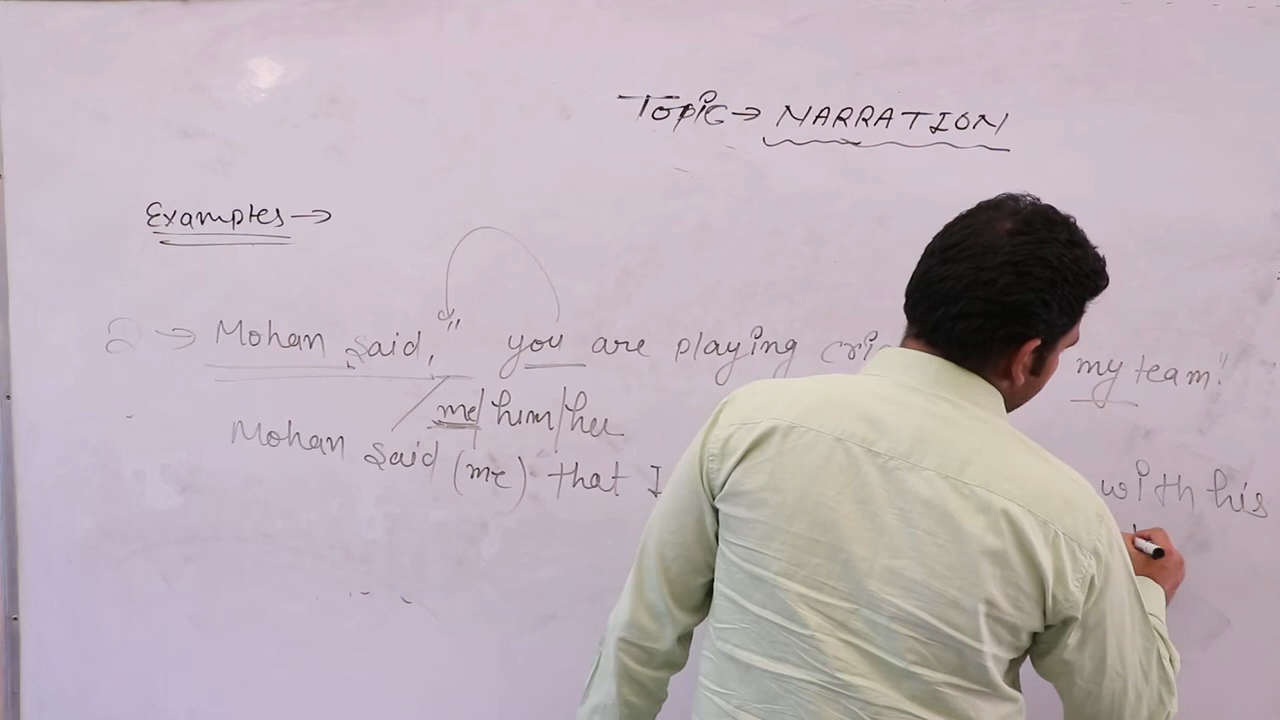 Topic → NARRATION
Examples →
2 → Mohan said, " you are playing my team."
me/him/her
Mohan said (me) that I with his